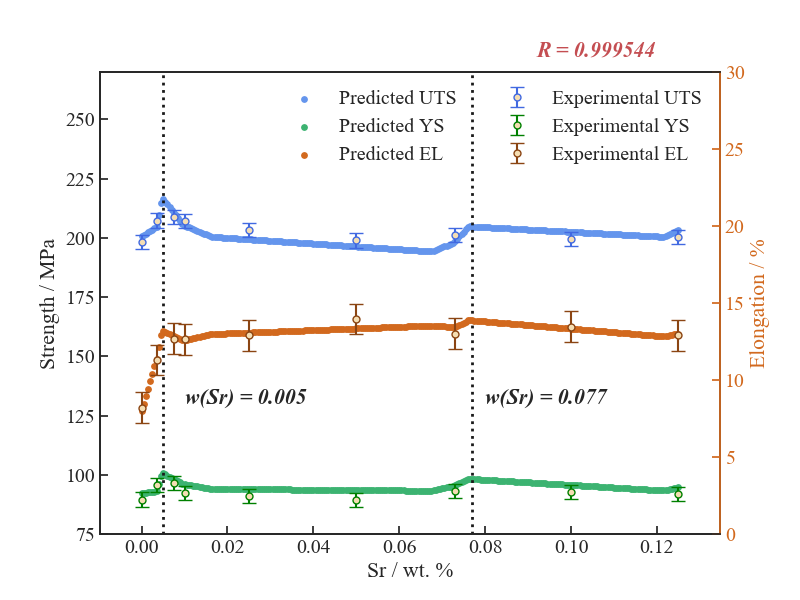 R = 0.999544
Predicted UTS
Predicted YS
Predicted EL
Experimental UTS
Experimental YS
Experimental EL
w(Sr) = 0.005
w(Sr) = 0.077
Strength / MPa
250
225
200
175
150
125
100
75
Elongation / %
30
25
20
15
10
5
0
0.00
0.02
0.04
0.06
0.08
0.10
0.12
Sr / wt. %